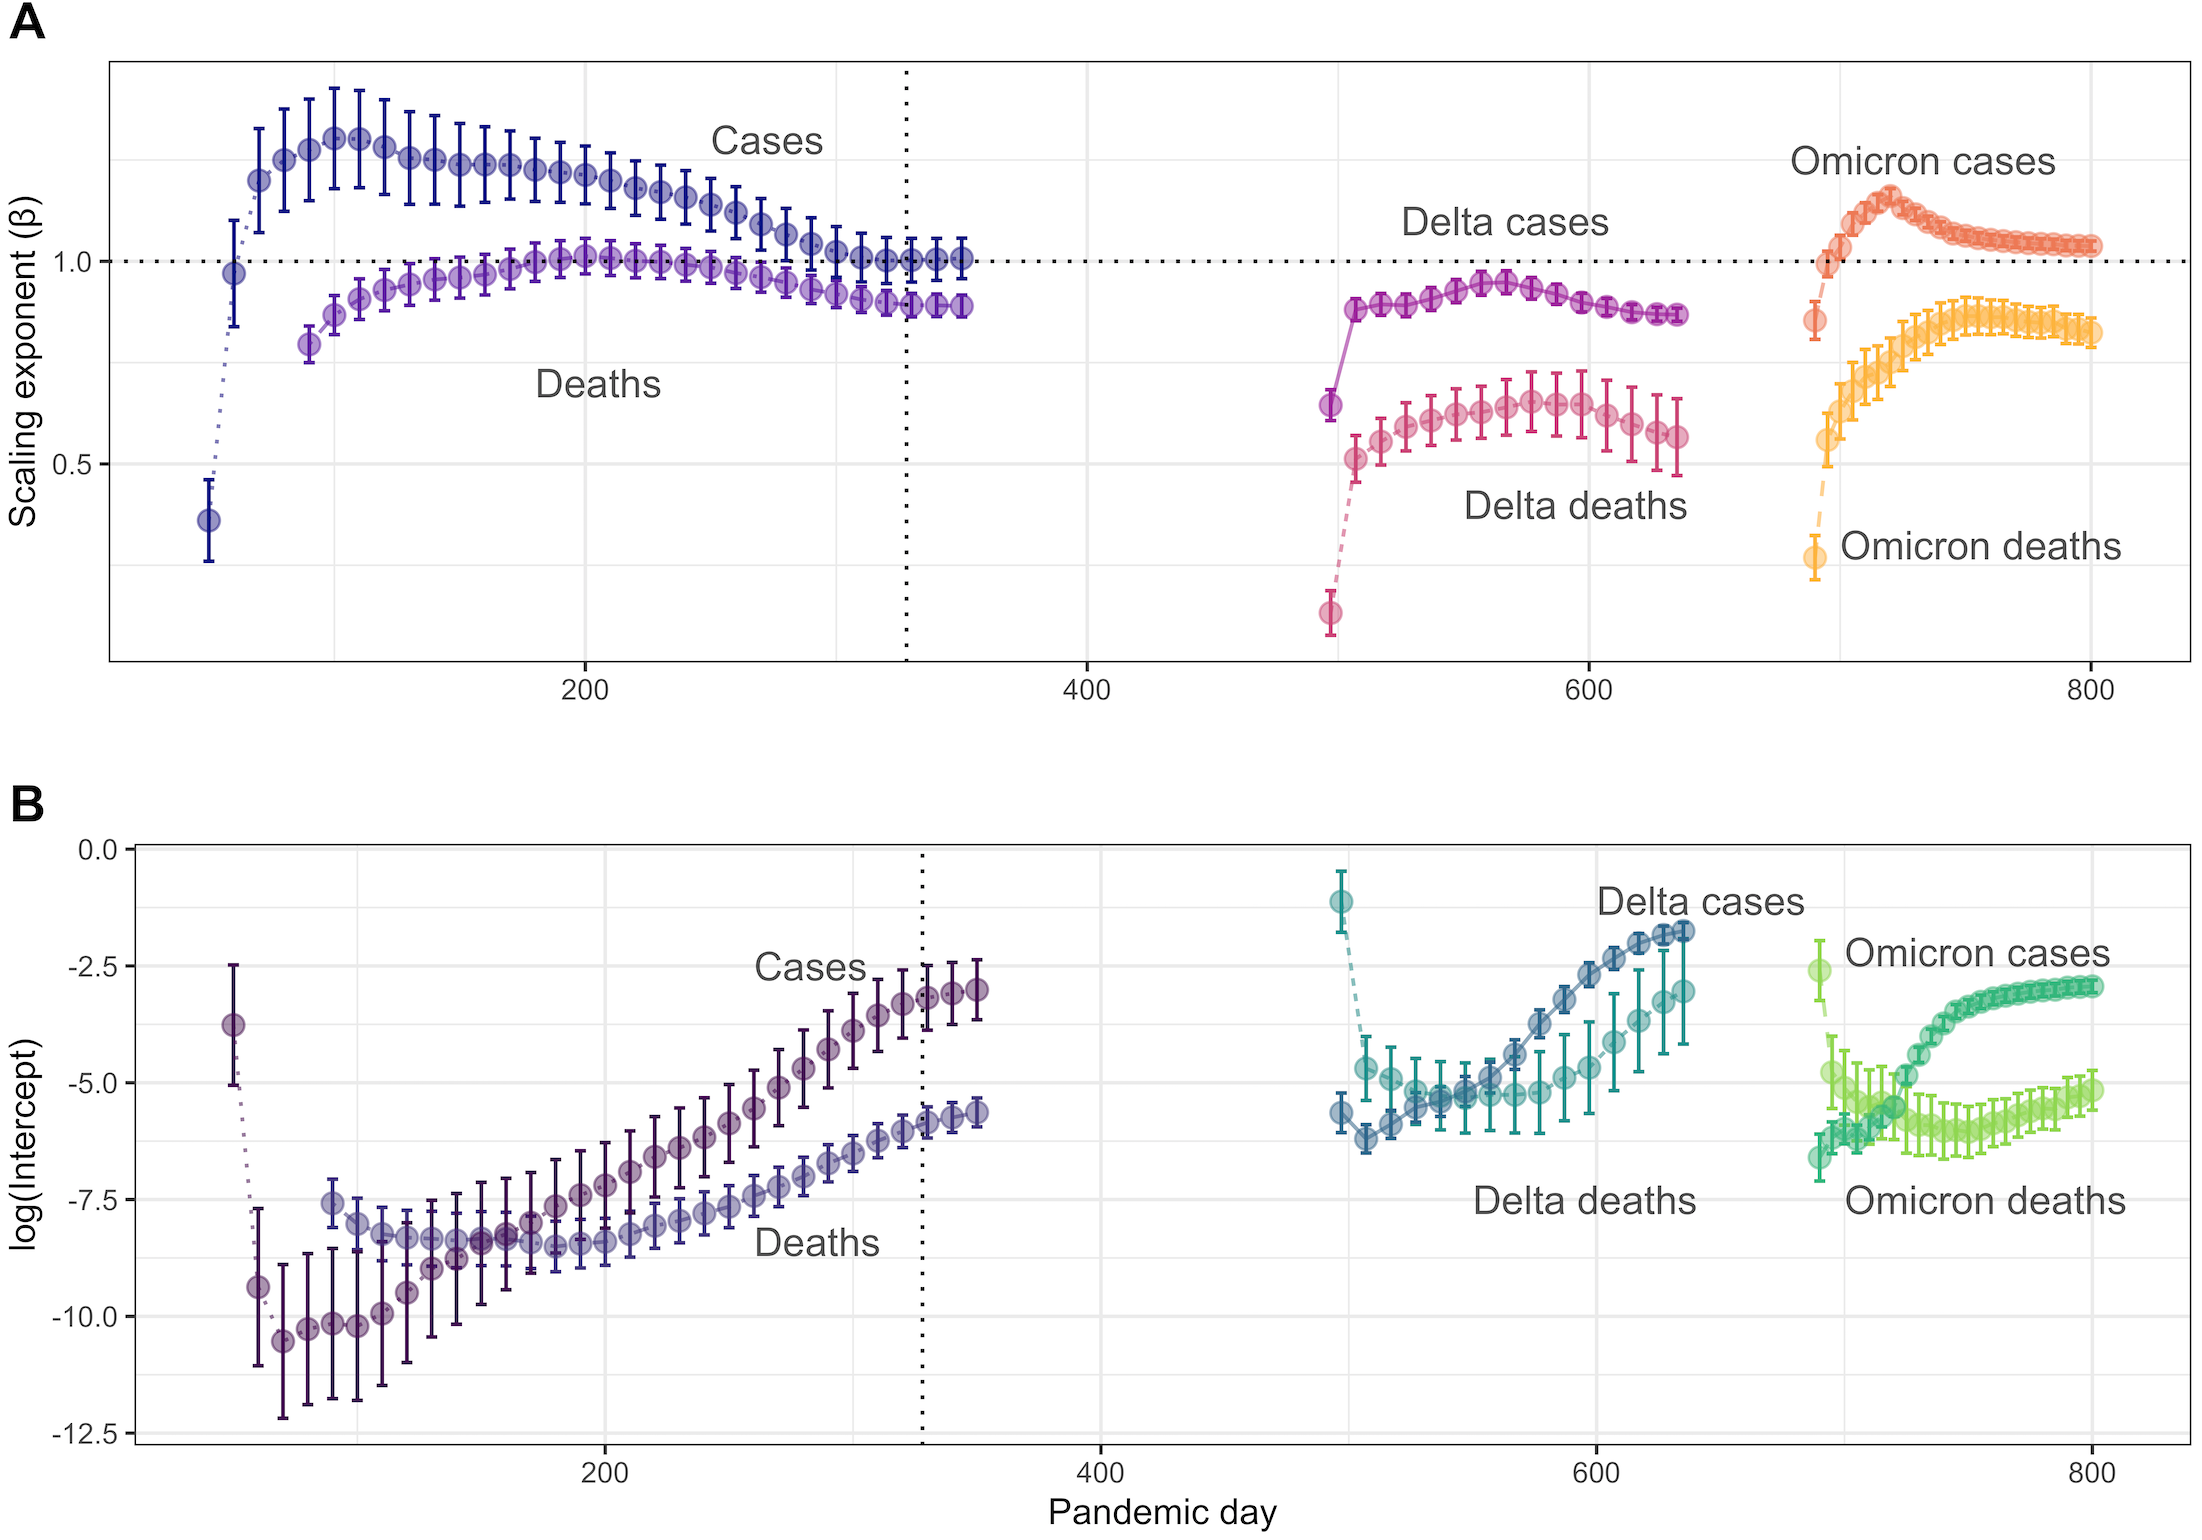 A
Scaling exponent (β)
1.0
0.5
Cases
Deaths
Delta cases
Delta deaths
Omicron cases
Omicron deaths
200 400 600 800
B
log(Intercept)
0.0
-2.5
-5.0
-7.5
-10.0
-12.5
Cases
Deaths
Delta cases
Delta deaths
Omicron cases
Omicron deaths
200 400 600 800
Pandemic day